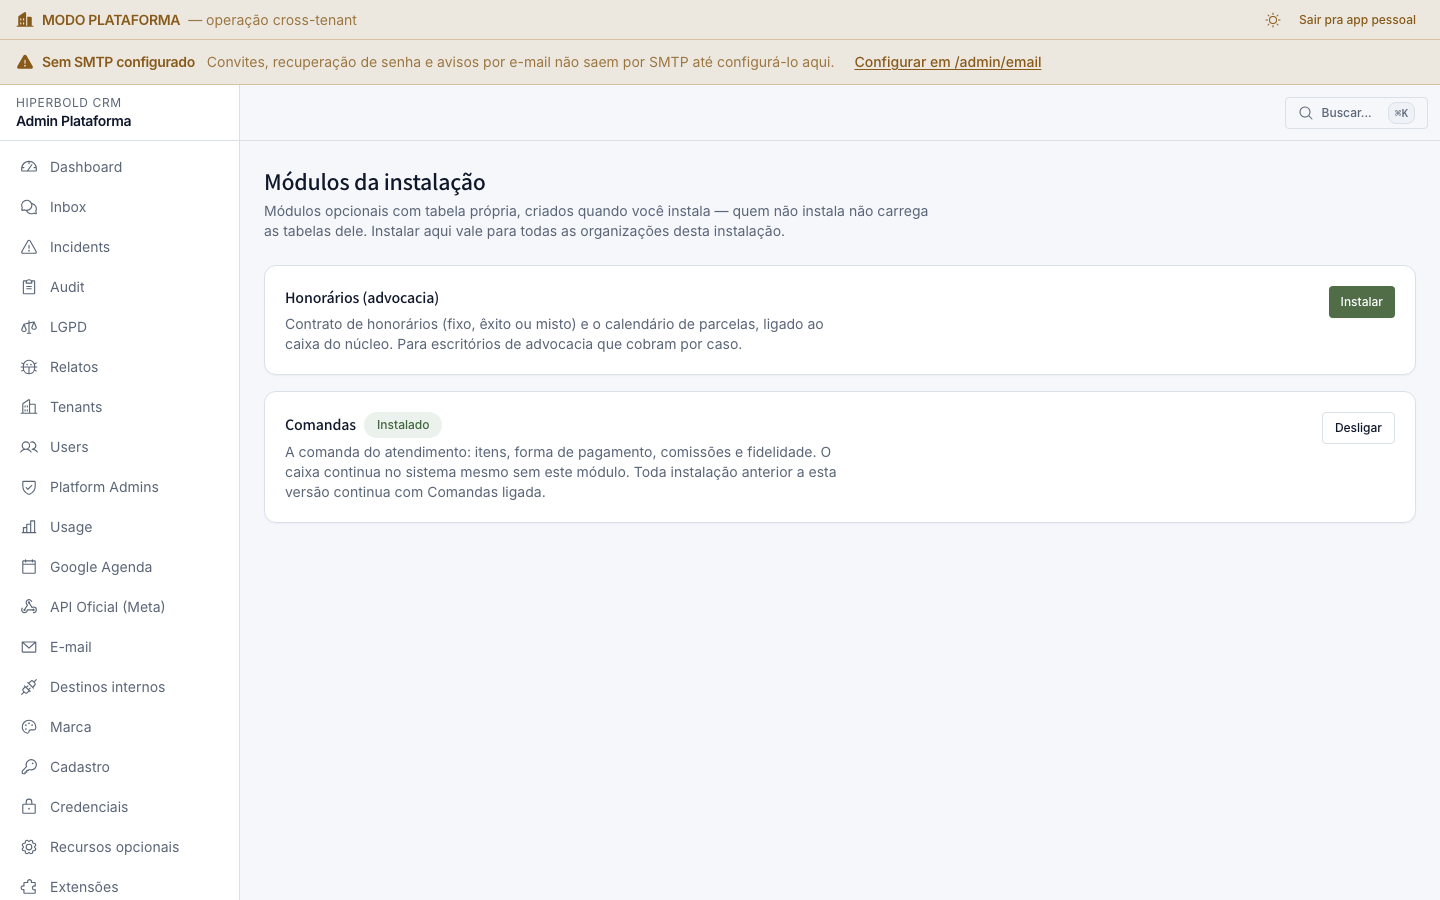 MODO PLATAFORMA — operação cross-tenant
Sair pra app pessoal
Sem SMTP configurado Convites, recuperação de senha e avisos por e-mail não saem por SMTP até configurá-lo aqui. Configurar em /admin/email
HIPERBOLD CRM
Admin Plataforma
Buscar... ⌘K
Dashboard
Inbox
Incidents
Audit
LGPD
Relatos
Tenants
Users
Platform Admins
Usage
Google Agenda
API Oficial (Meta)
E-mail
Destinos internos
Marca
Cadastro
Credenciais
Recursos opcionais
Extensões
Módulos da instalação
Módulos opcionais com tabela própria, criados quando você instala — quem não instala não carrega
as tabelas dele. Instalar aqui vale para todas as organizações desta instalação.
Honorários (advocacia)
Instalar
Contrato de honorários (fixo, êxito ou misto) e o calendário de parcelas, ligado ao
caixa do núcleo. Para escritórios de advocacia que cobram por caso.
Comandas Instalado
Desligar
A comanda do atendimento: itens, forma de pagamento, comissões e fidelidade. O
caixa continua no sistema mesmo sem este módulo. Toda instalação anterior a esta
versão continua com Comandas ligada.